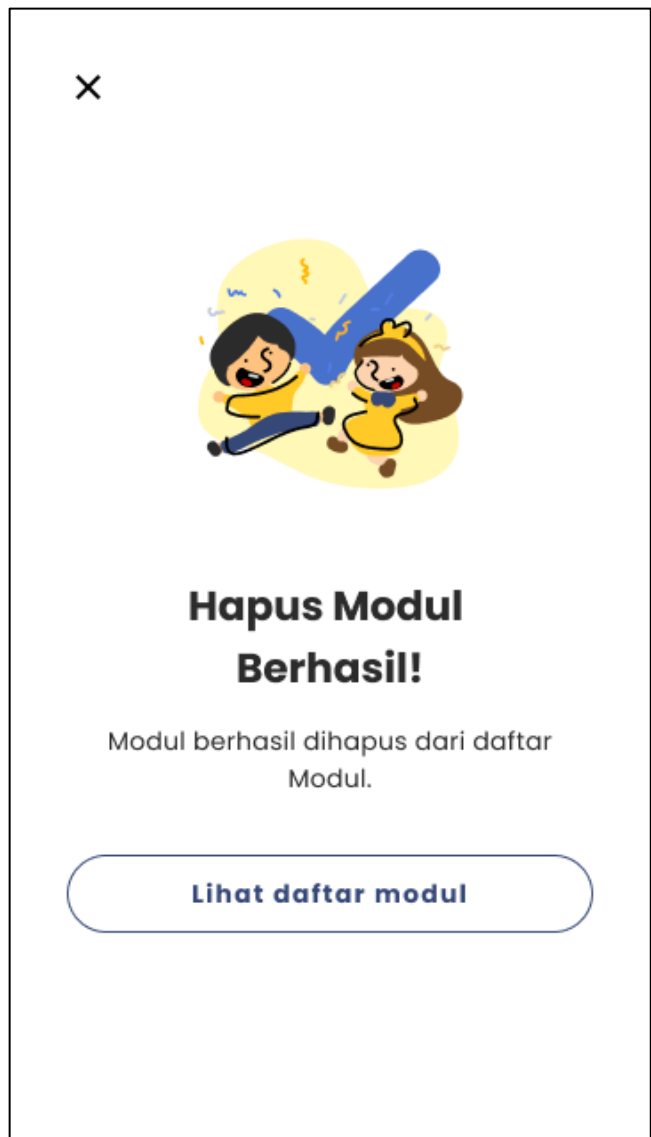 Hapus Modul
Berhasil!
Modul berhasil dihapus dari daftar
Modul.
Lihat daftar modul